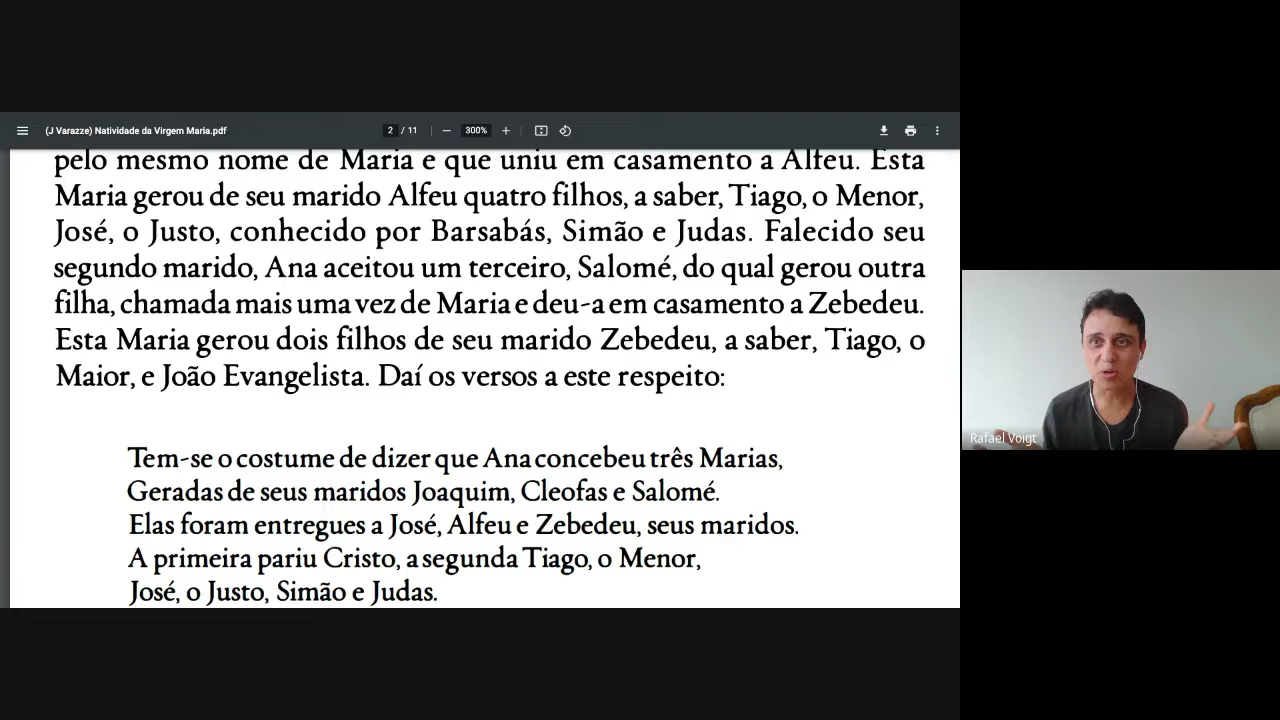 (J Varazze) Natividade da Virgem Maria.pdf
2 / 11
300%
pelo mesmo nome de Maria e que uniu em casamento a Alfeu. Esta
Maria gerou de seu marido Alfeu quatro filhos, a saber, Tiago, o Menor,
José, o Justo, conhecido por Barsabás, Simão e Judas. Falecido seu
segundo marido, Ana aceitou um terceiro, Salomé, do qual gerou outra
filha, chamada mais uma vez de Maria e deu-a em casamento a Zebedeu.
Esta Maria gerou dois filhos de seu marido Zebedeu, a saber, Tiago, o
Maior, e João Evangelista. Daí os versos a este respeito:
Tem-se o costume de dizer que Ana concebeu três Marias,
Geradas de seus maridos Joaquim, Cleofas e Salomé.
Elas foram entregues a José, Alfeu e Zebedeu, seus maridos.
A primeira pariu Cristo, a segunda Tiago, o Menor,
José, o Justo, Simão e Judas.
Rafael Voigt